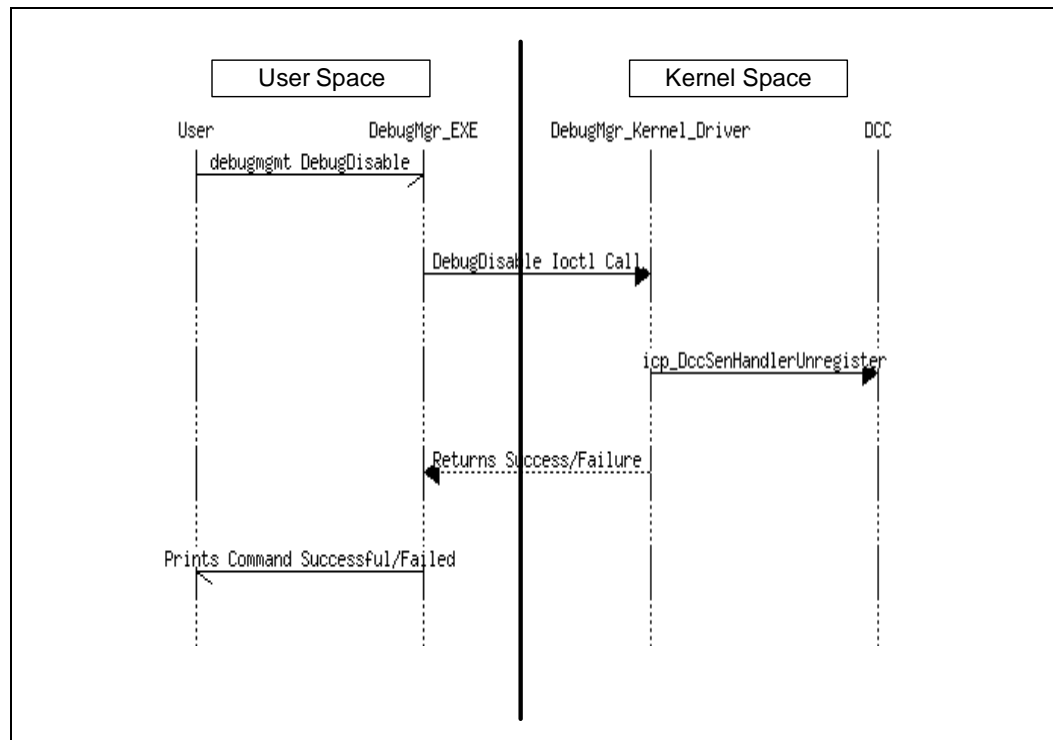 User Space
Kernel Space
User
DebugMgr_EXE
DebugMgr_Kernel_Driver
DCC
debugmgmt DebugDisable
DebugDisable Ioctl Call
icp_DccSenHandlerUnregister
Returns Success/Failure
Prints Command Successful/Failed